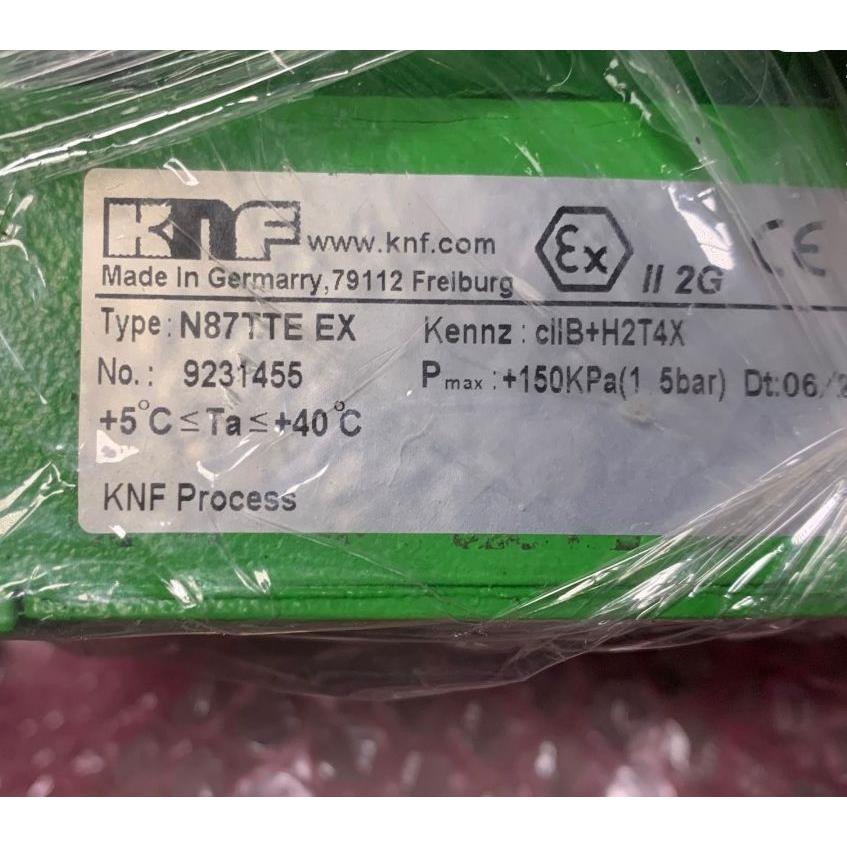 KNF www.knf.com Ex II 2G CE
Made In Germarry,79112 Freiburg
Type: N87TTE EX Kennz : cIIB+H2T4X
No.: 9231455 Pmax :+150KPa(1 5bar) Dt:06/2
+5°C≤Ta≤+40°C
KNF Process